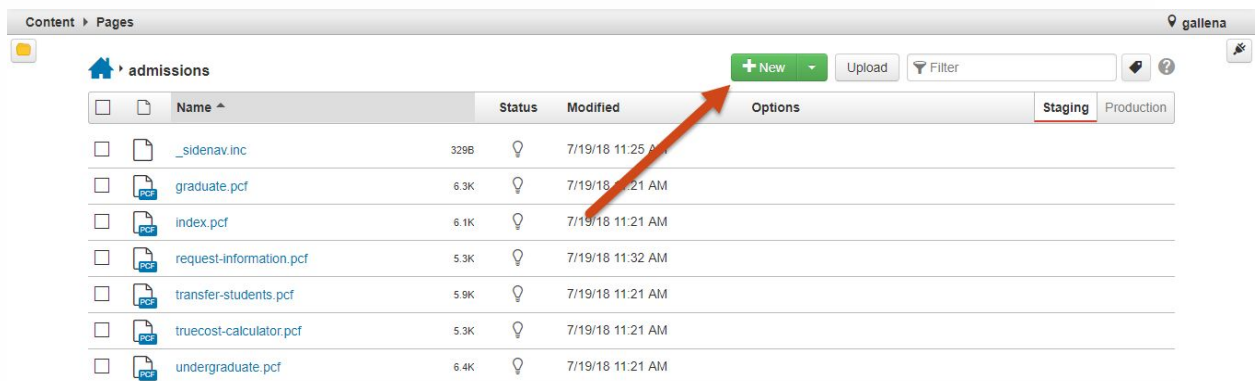 Content Pages gallena
admissions New Upload Filter
Name Status Modified Options Staging Production
_sidenav.inc 329B 7/19/18 11:25 AM
PCF graduate.pcf 6.3K 7/19/18 11:21 AM
PCF index.pcf 6.1K 7/19/18 11:21 AM
PCF request-information.pcf 5.3K 7/19/18 11:32 AM
PCF transfer-students.pcf 5.9K 7/19/18 11:21 AM
PCF truecost-calculator.pcf 5.3K 7/19/18 11:21 AM
PCF undergraduate.pcf 6.4K 7/19/18 11:21 AM